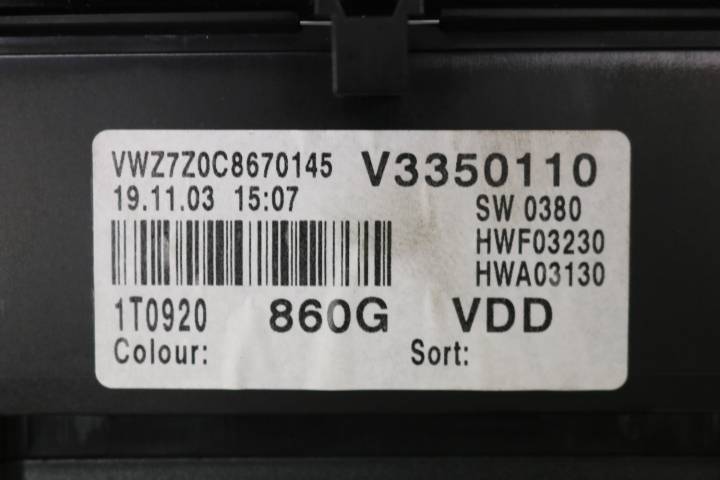 VWZ7Z0C8670145 V3350110
19.11.03 15:07 SW 0380
HWF03230
HWA03130
1T0920 860G VDD
Colour: Sort: